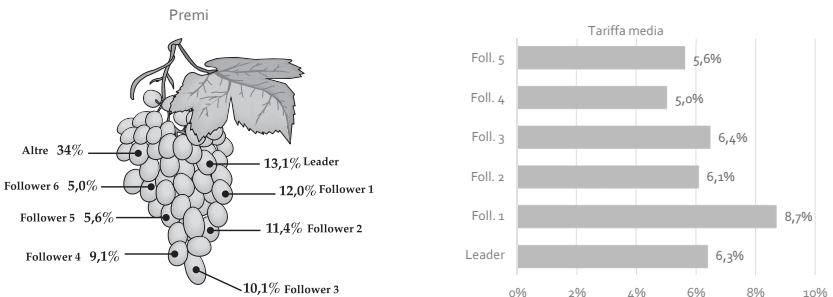 Premi
Altre 34%
13,1% Leader
Follower 6 5,0%
12,0% Follower 1
Follower 5 5,6%
11,4% Follower 2
Follower 4 9,1%
10,1% Follower 3
Tariffa media
Foll. 5 5,6%
Foll. 4 5,0%
Foll. 3 6,4%
Foll. 2 6,1%
Foll. 1 8,7%
Leader 6,3%
0% 2% 4% 6% 8% 10%